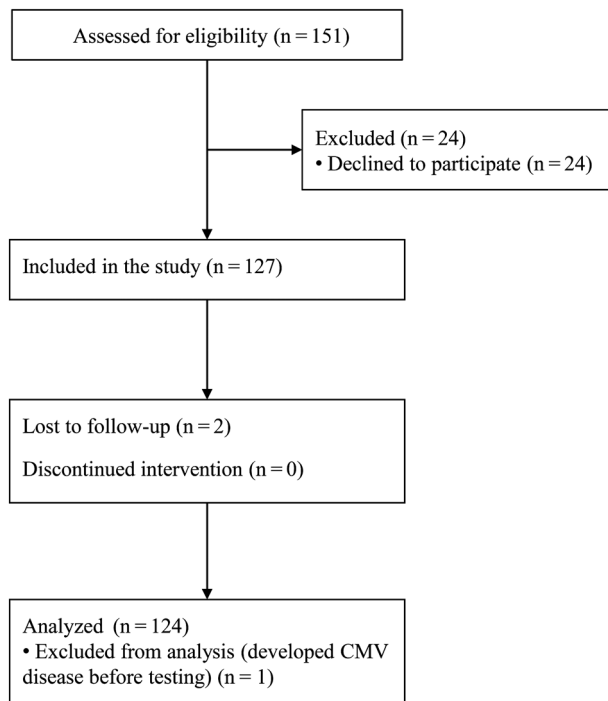 Assessed for eligibility (n = 151)
Excluded (n = 24)
• Declined to participate (n = 24)
Included in the study (n = 127)
Lost to follow-up (n = 2)
Discontinued intervention (n = 0)
Analyzed  (n = 124)
• Excluded from analysis (developed CMV
disease before testing) (n = 1)